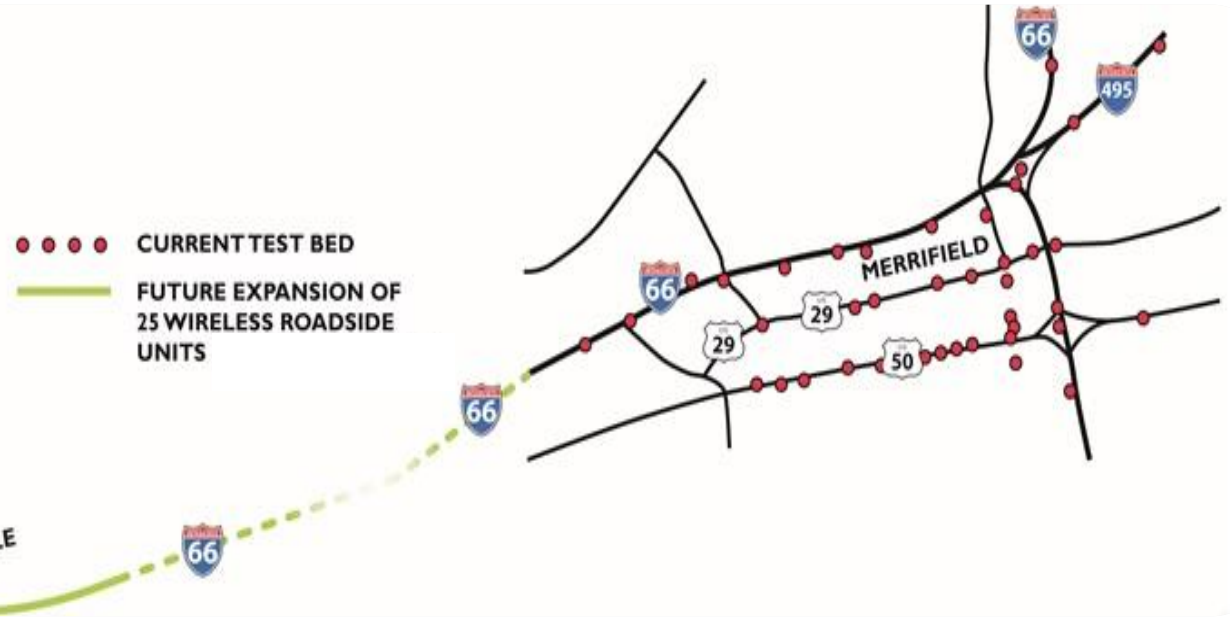 66
495
CURRENT TEST BED
FUTURE EXPANSION OF
25 WIRELESS ROADSIDE
UNITS
MERRIFIELD
66
29
29
50
66
66
LE